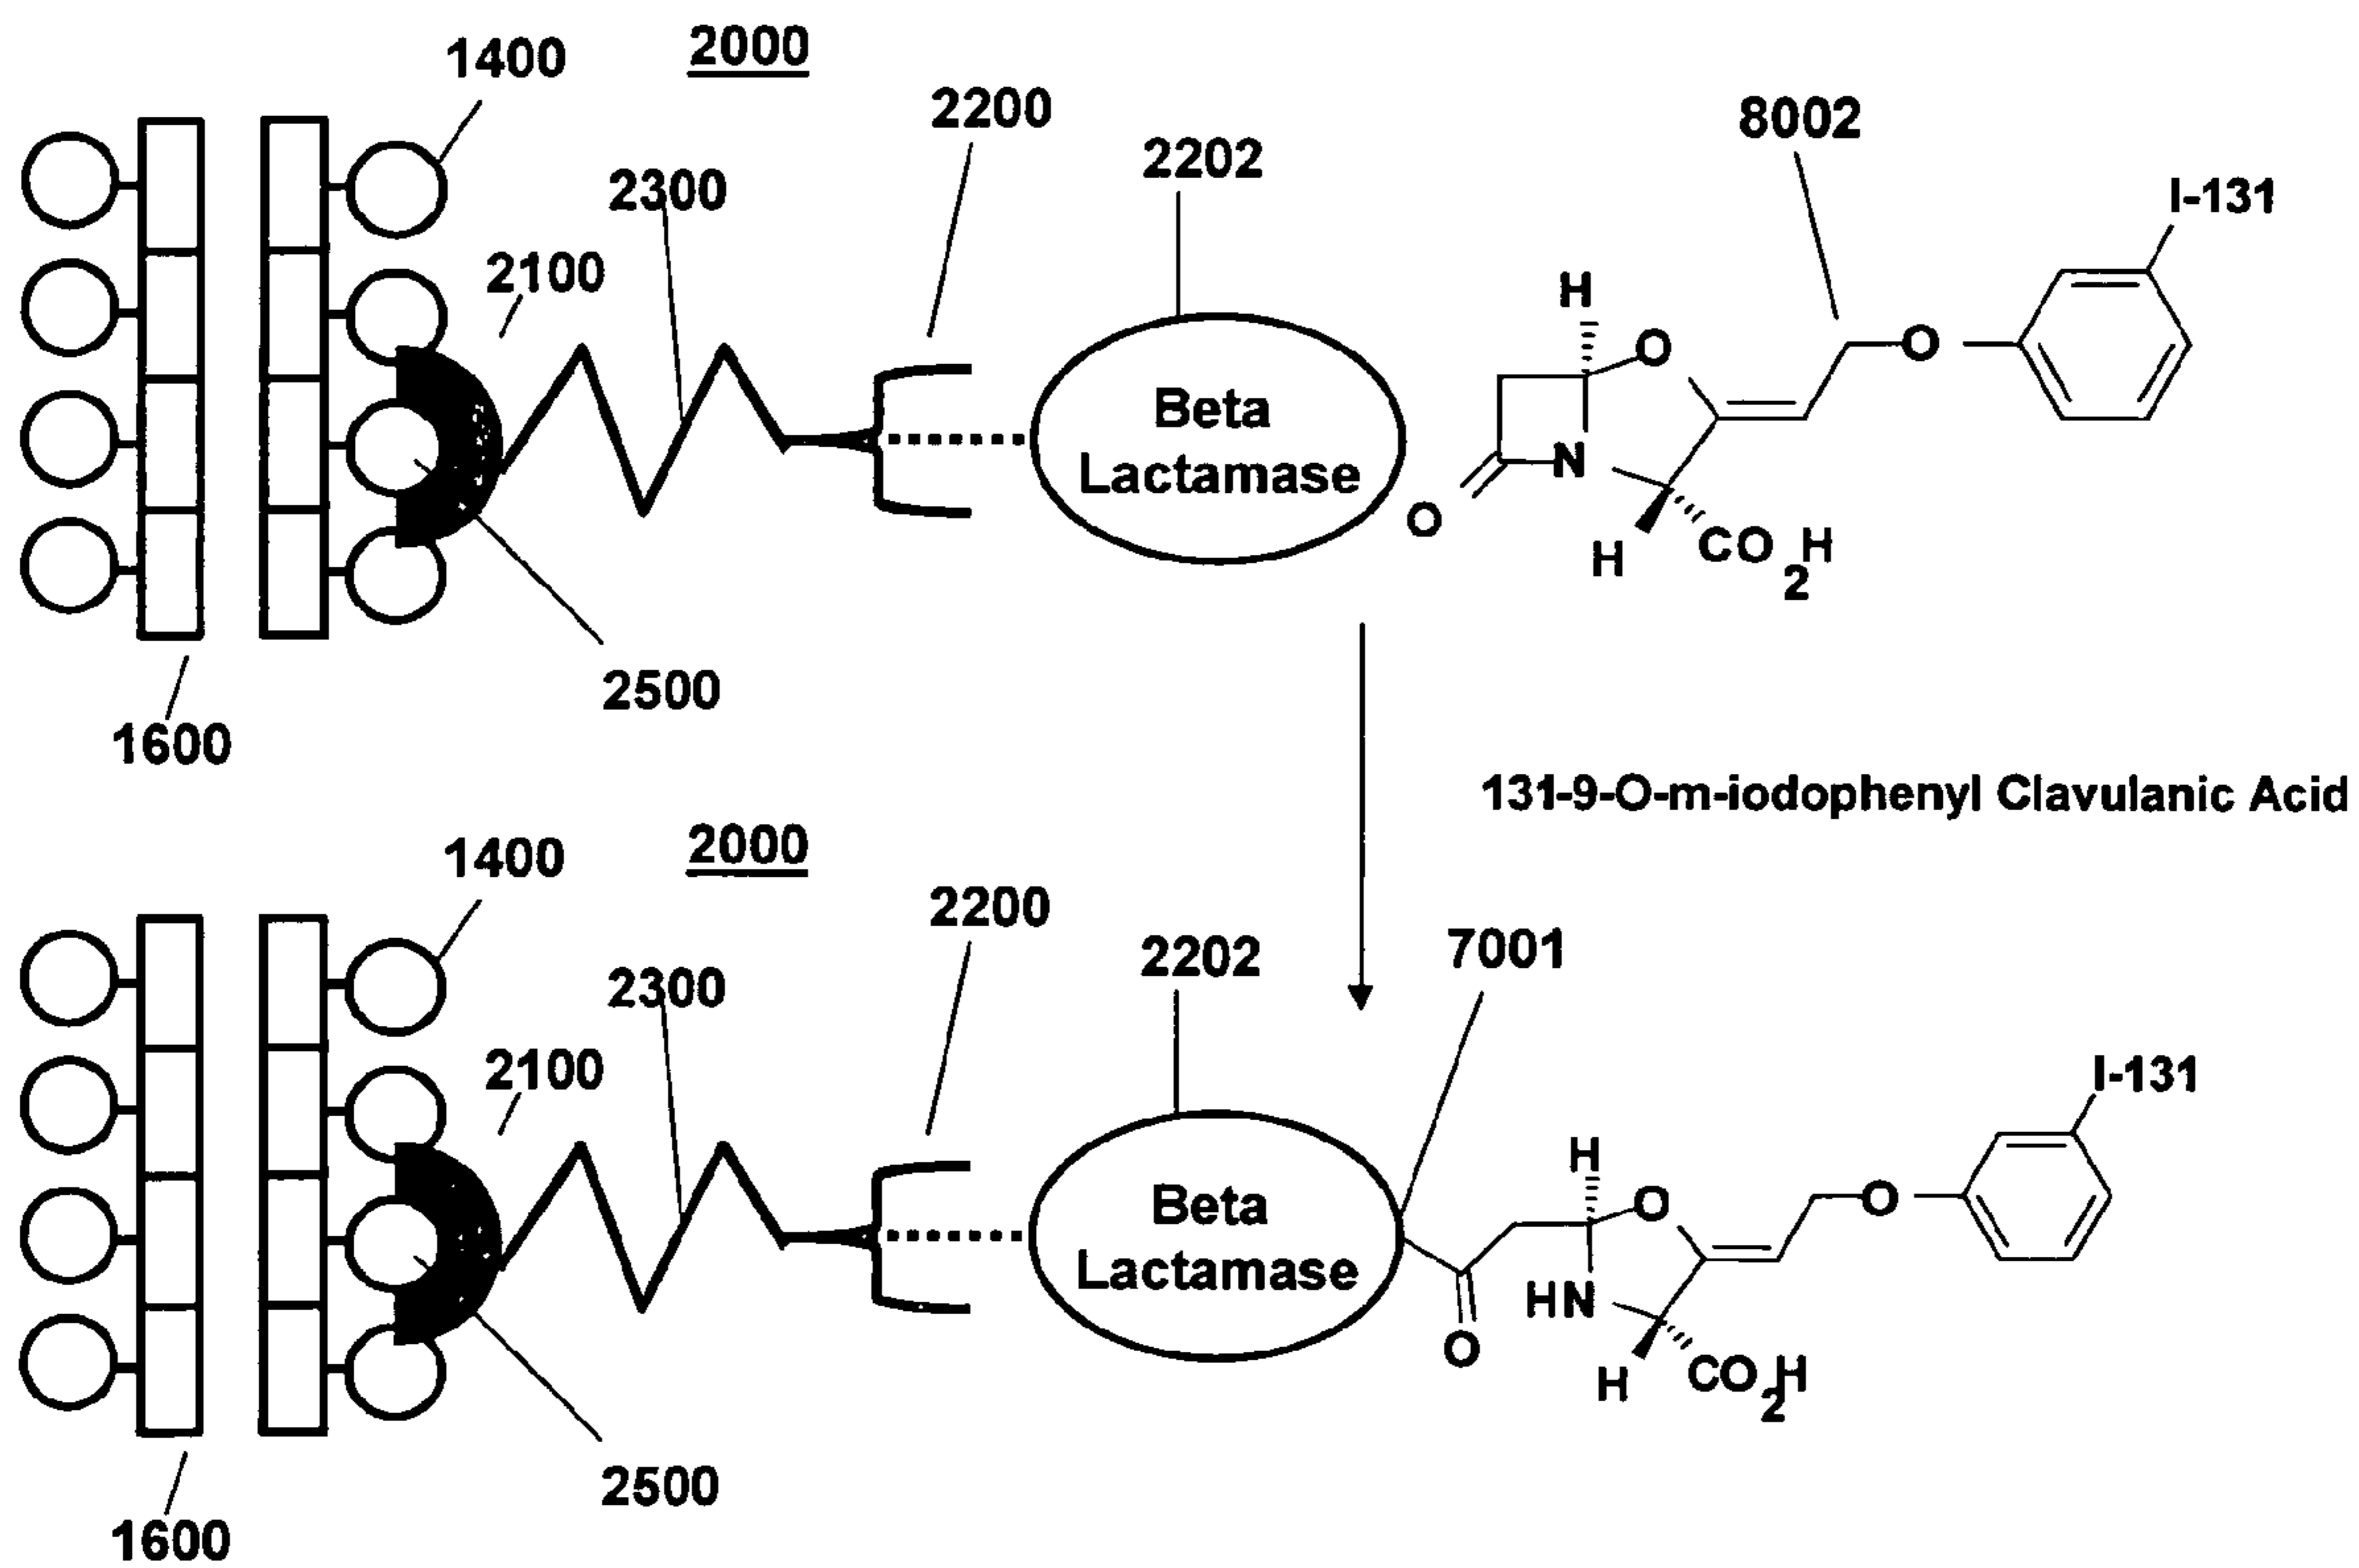 2000
1400
2200
8002
2202
2300
I-131
2100
H
O
O
Beta
Lactamase
N
O
H
CO2H
2500
1600
131-9-O-m-iodophenyl Clavulanic Acid
2000
1400
2200
7001
2202
2300
2100
I-131
H
O
O
Beta
Lactamase
HN
O
H
CO2H
2500
1600